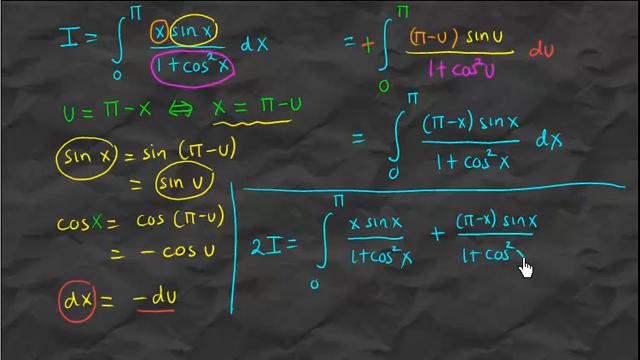 I = ∫₀^π x sin x / (1 + cos² x) dx
u = π - x ⇔ x = π - u
sin x = sin (π - u)
= sin u
cos x = cos (π - u)
= - cos u
dx = - du
= + ∫₀^π (π - u) sin u / (1 + cos² u) du
= ∫₀^π (π - x) sin x / (1 + cos² x) dx
2I = ∫₀^π x sin x / (1 + cos² x) + (π - x) sin x / (1 + cos²